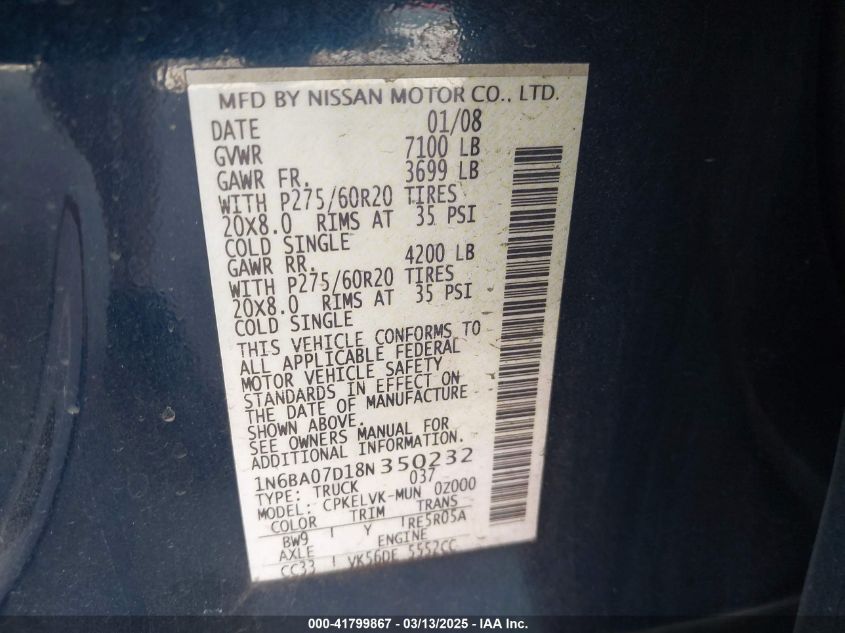 MFD BY NISSAN MOTOR CO., LTD.
DATE 01/08
GVWR 7100 LB
GAWR FR. 3699 LB
WITH P275/60R20 TIRES
20X8.0 RIMS AT 35 PSI
COLD SINGLE
GAWR RR. 4200 LB
WITH P275/60R20 TIRES
20X8.0 RIMS AT 35 PSI
COLD SINGLE
THIS VEHICLE CONFORMS TO
ALL APPLICABLE FEDERAL
MOTOR VEHICLE SAFETY
STANDARDS IN EFFECT ON
THE DATE OF MANUFACTURE
SHOWN ABOVE.
SEE OWNERS MANUAL FOR
ADDITIONAL INFORMATION.
1N6BA07D18N350232
TYPE: TRUCK 037
MODEL: CPKELVK-MUN 0Z000
COLOR TRIM TRANS
BW9 Y RE5R05A
AXLE ENGINE
CC33 VK56DE 5552CC
000-41799867 - 03/13/2025 - IAA Inc.